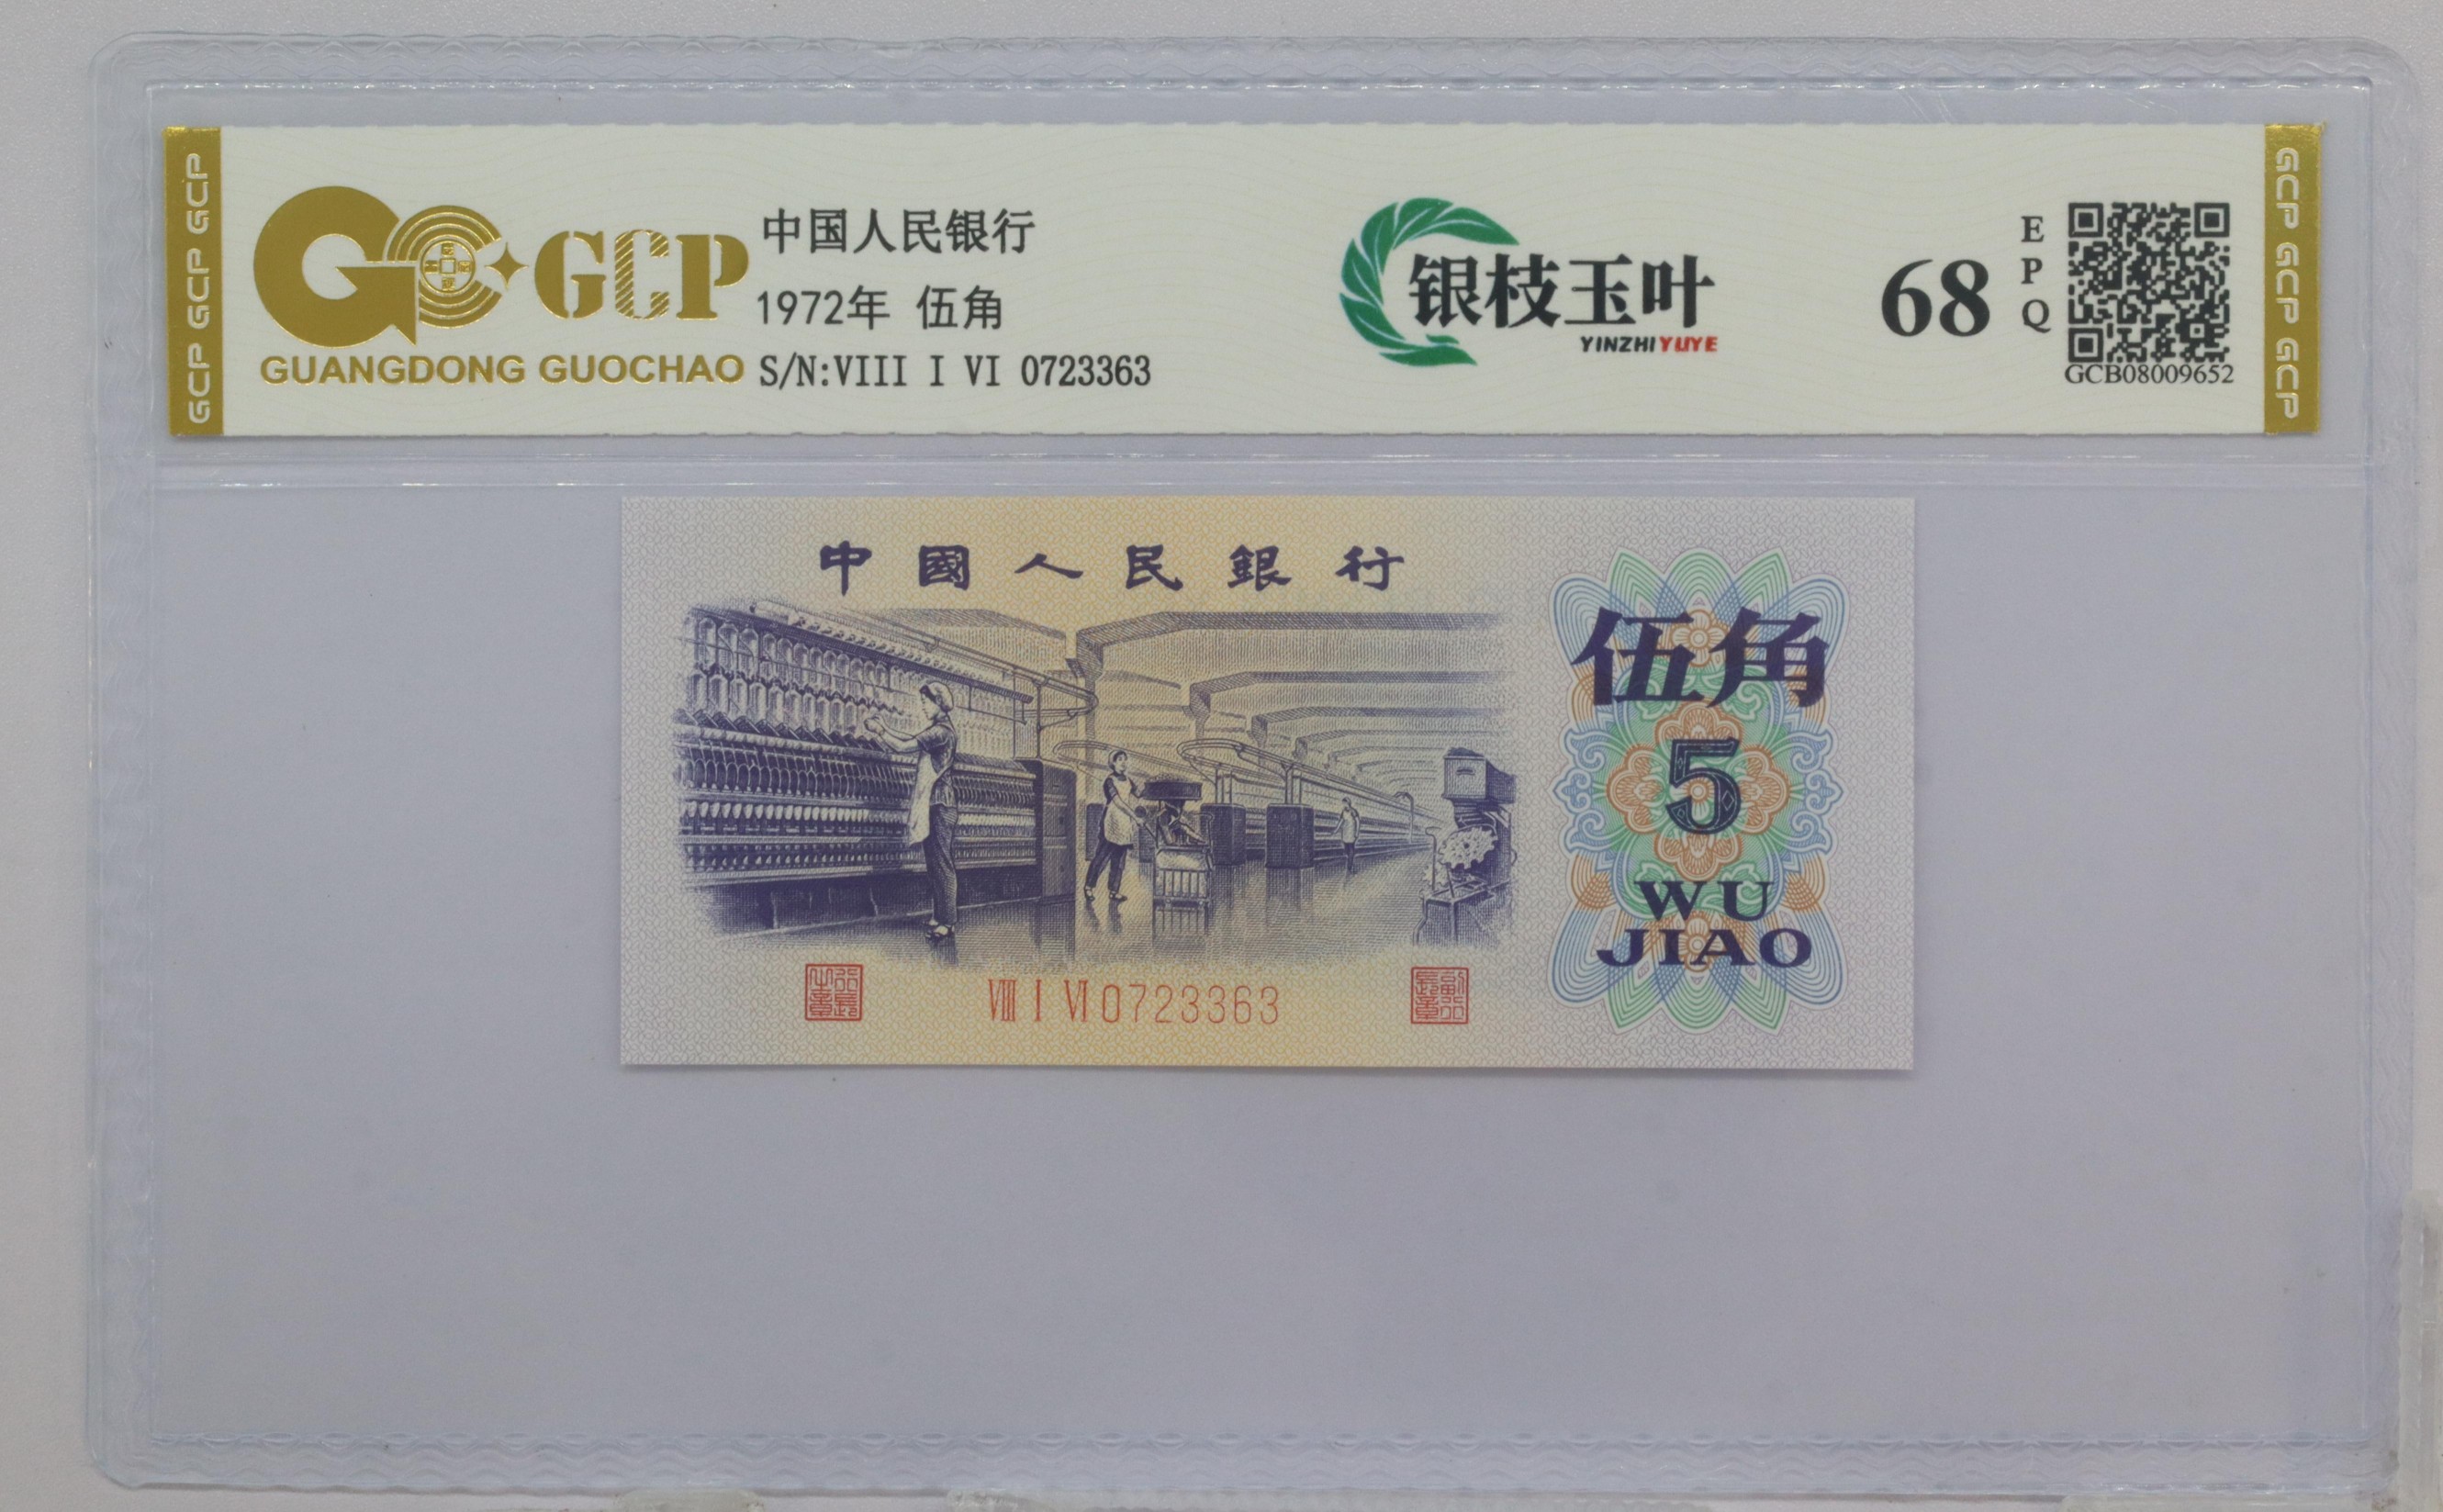 GCP GCP GCP
GCP
GUANGDONG GUOCHAO
中国人民银行
1972年 伍角
S/N:VIII I VI 0723363
银枝玉叶
YINZHIYUYE
68
EPQ
GCB08009652
GCP GCP GCP
中國人民銀行
伍角
5
WU
JIAO
VIII I VI 0723363